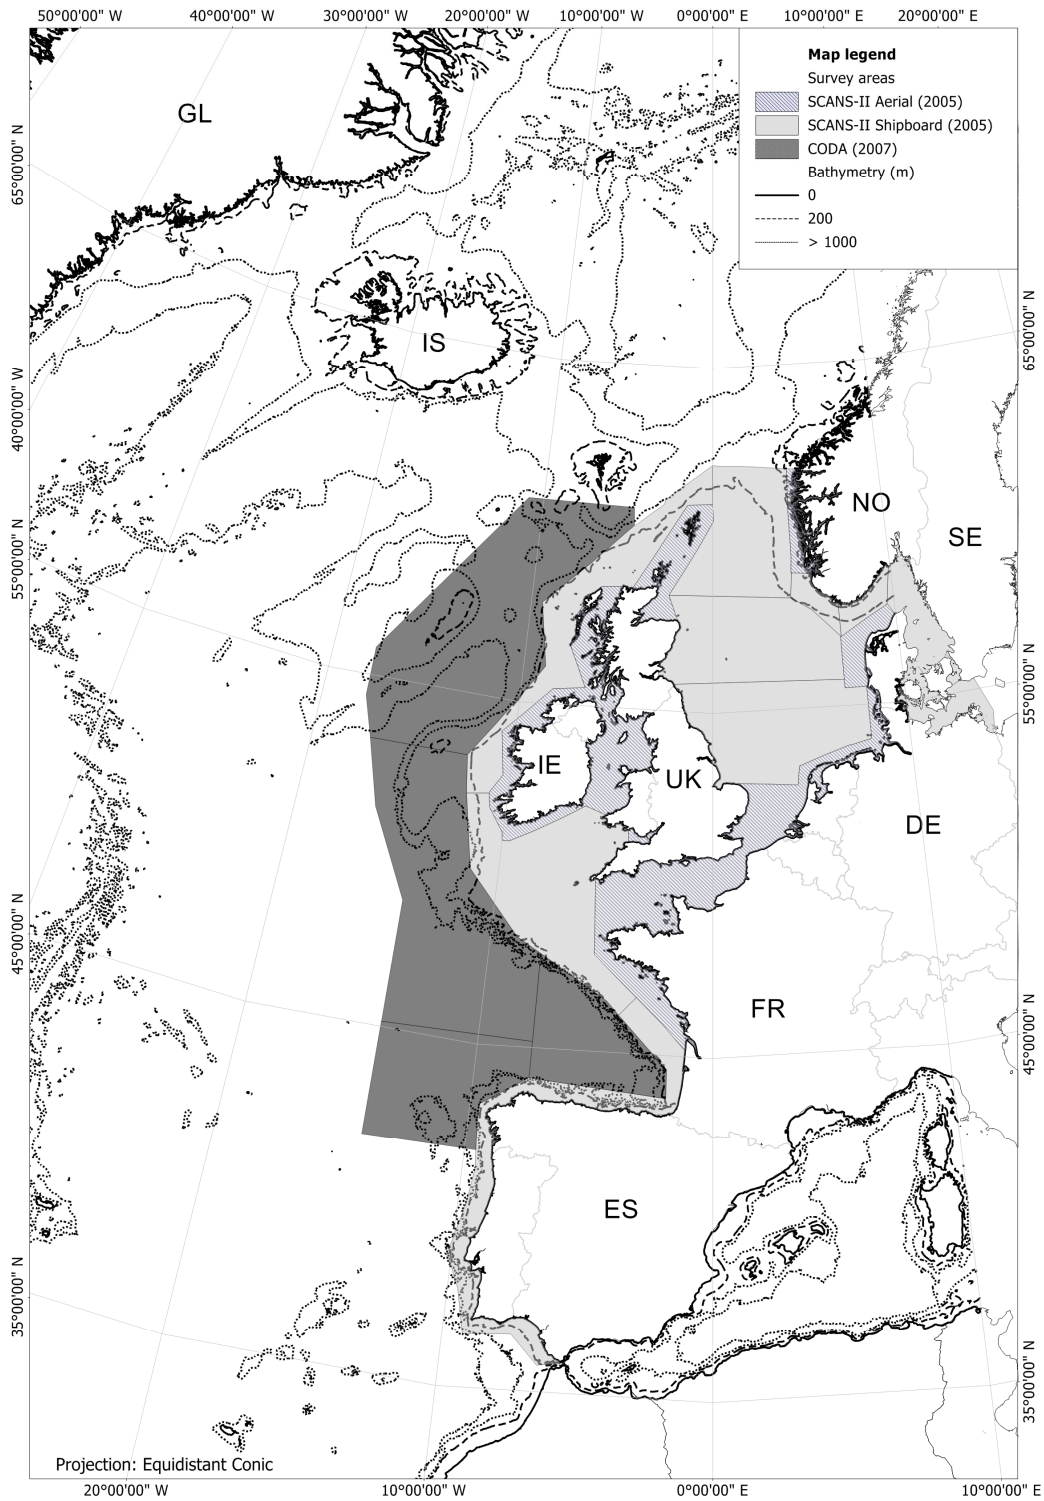 50°00'00" W 40°00'00" W 30°00'00" W 20°00'00" W 10°00'00" W 0°00'00" E 10°00'00" E 20°00'00" E
Map legend
Survey areas
SCANS-II Aerial (2005)
SCANS-II Shipboard (2005)
CODA (2007)
Bathymetry (m)
0
200
> 1000
GL
IS
NO
SE
IE
UK
DE
FR
ES
65°00'00" N
40°00'00" W
55°00'00" N
45°00'00" N
35°00'00" N
65°00'00" N
55°00'00" N
45°00'00" N
35°00'00" N
Projection: Equidistant Conic
20°00'00" W 10°00'00" W 0°00'00" E 10°00'00" E